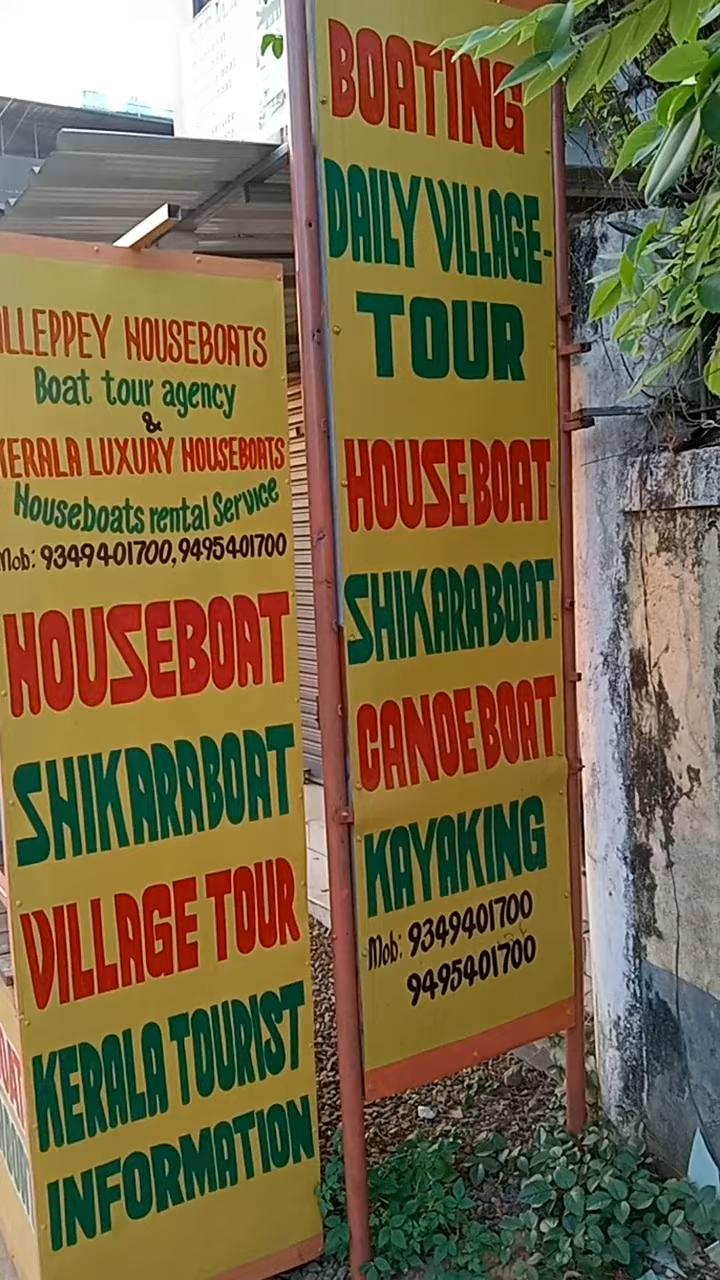 LLEPPEY HOUSEBOATS
Boat tour agency
&
KERALA LUXURY HOUSEBOATS
Houseboats rental Service
Mob: 9349401700, 9495401700
HOUSEBOAT
SHIKARABOAT
VILLAGE TOUR
KERALA TOURIST
INFORMATION
BOATING
DAILY VILLAGE-
TOUR
HOUSEBOAT
SHIKARA BOAT
CANOE BOAT
KAYAKING
Mob: 9349401700
9495401700